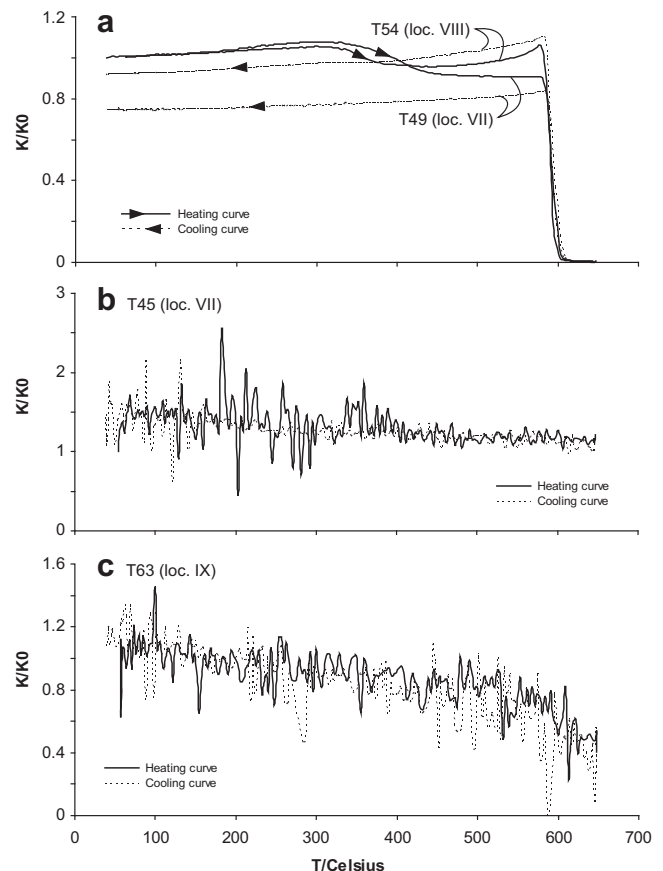 a
1.2
T54 (loc. VIII)
0.8
K/K0
T49 (loc. VII)
0.4
Heating curve
Cooling curve
0
3
b T45 (loc. VII)
2
K/K0
1
Heating curve
Cooling curve
0
1.6
c T63 (loc. IX)
1.2
K/K0
0.8
0.4
Heating curve
Cooling curve
0
0 100 200 300 400 500 600 700
T/Celsius